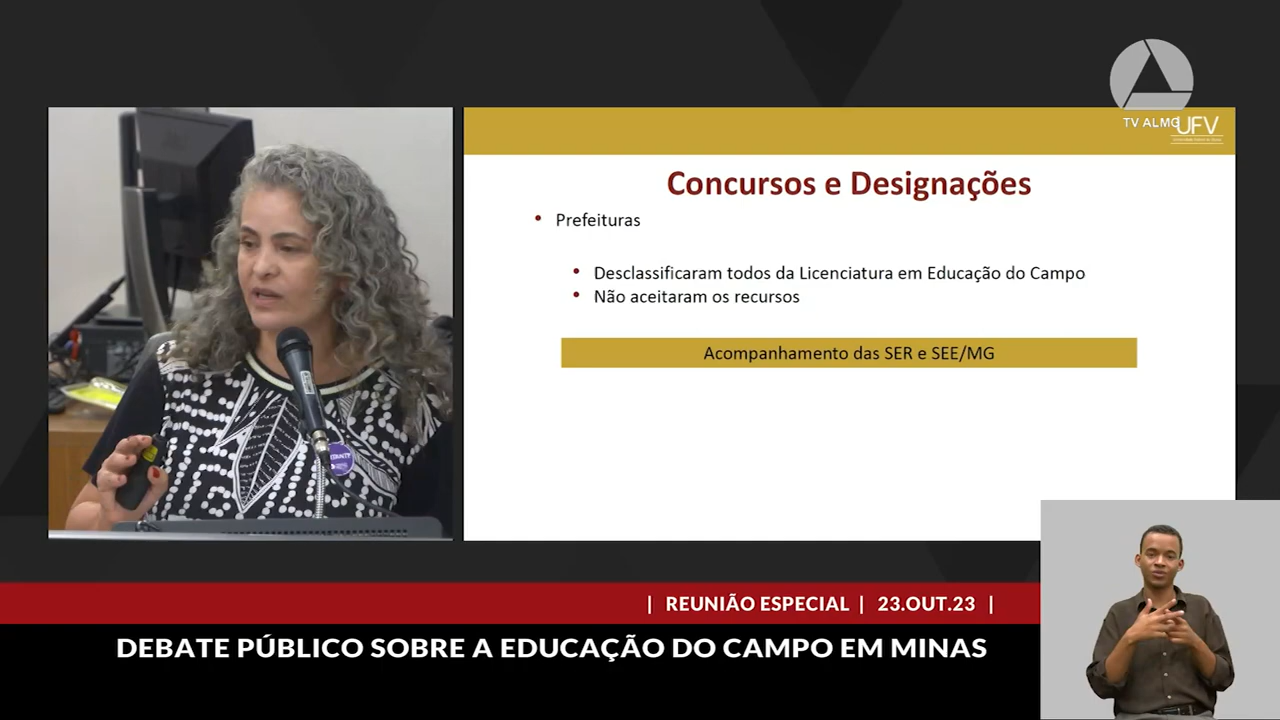 TV ALMG
UFV
Concursos e Designações
• Prefeituras
• Desclassificaram todos da Licenciatura em Educação do Campo
• Não aceitaram os recursos
Acompanhamento das SER e SEE/MG
| REUNIÃO ESPECIAL | 23.OUT.23 |
DEBATE PÚBLICO SOBRE A EDUCAÇÃO DO CAMPO EM MINAS